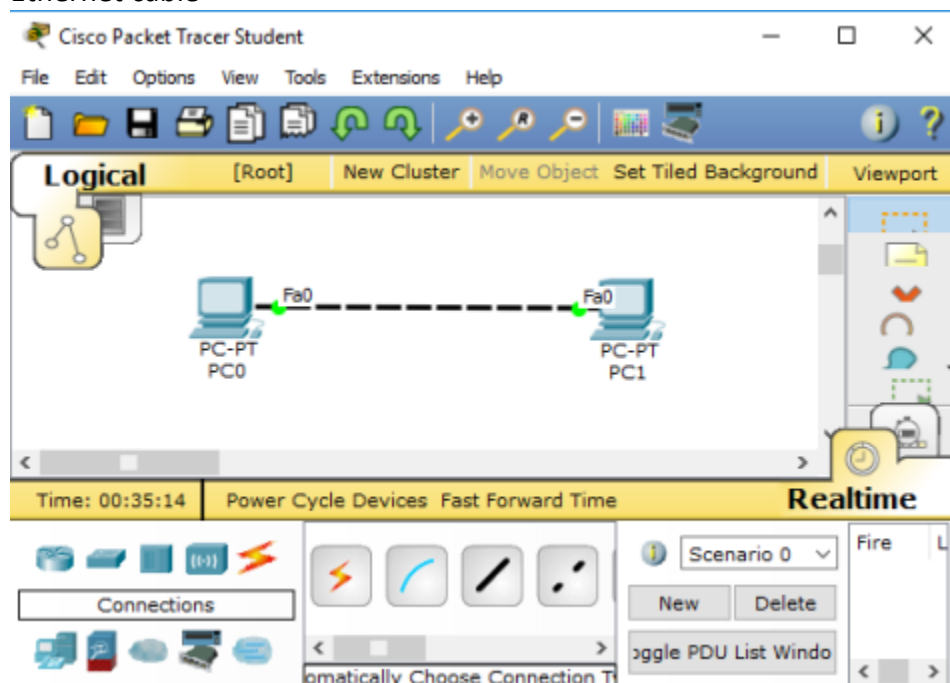 Ethernet cable
Cisco Packet Tracer Student
File Edit Options View Tools Extensions Help
Logical [Root] New Cluster Move Object Set Tiled Background Viewport
Fa0 Fa0
PC-PT PC-PT
PC0 PC1
Time: 00:35:14 Power Cycle Devices Fast Forward Time Realtime
Scenario 0 Fire L
Connections New Delete
oggle PDU List Windo
omatically Choose Connection T